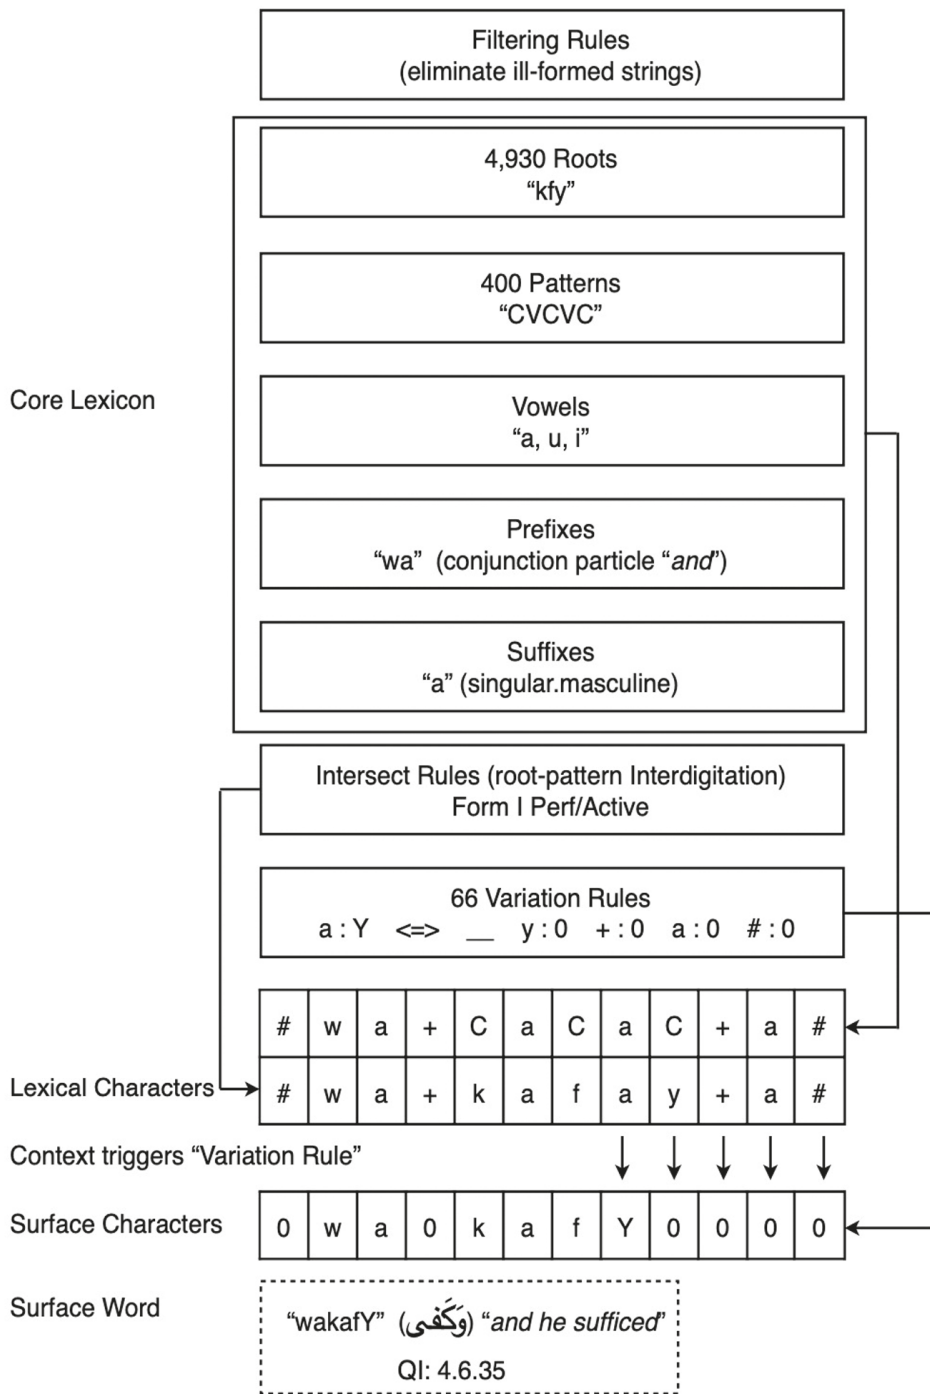 Filtering Rules
(eliminate ill-formed strings)
4,930 Roots
“kfy”
400 Patterns
“CVCVC”
Core Lexicon
Vowels
“a, u, i”
Prefixes
“wa” (conjunction particle “and”)
Suffixes
“a” (singular.masculine)
Intersect Rules (root-pattern Interdigitation)
Form I Perf/Active
66 Variation Rules
a : Y <=> __ y : 0 + : 0 a : 0 # : 0
# w a + C a C a C + a #
Lexical Characters # w a + k a f a y + a #
Context triggers “Variation Rule”
Surface Characters 0 w a 0 k a f Y 0 0 0 0
Surface Word
“wakafY” (وَكَفى) “and he sufficed”
QI: 4.6.35